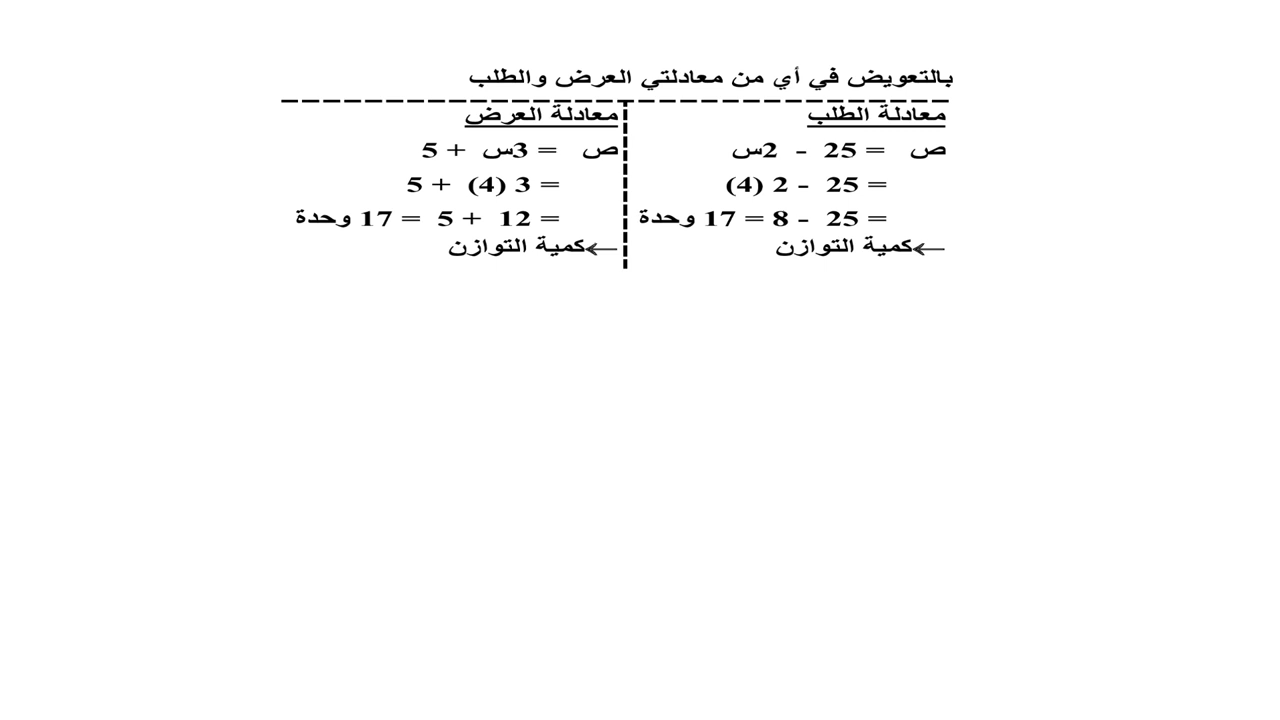 بالتعويض في أي من معادلتي العرض والطلب
معادلة الطلب
ص = 25 - 2س
= 25 - 2 (4)
= 25 - 8 = 17 وحدة
←كمية التوازن
معادلة العرض
ص = 3س + 5
= 3 (4) + 5
= 12 + 5 = 17 وحدة
←كمية التوازن